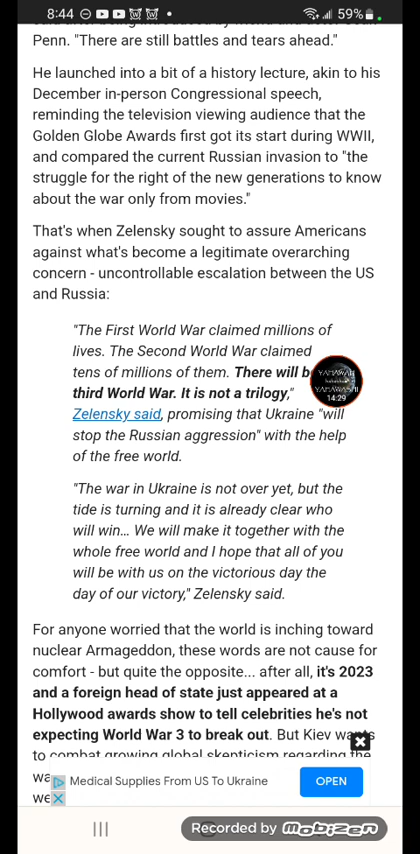 8:44 59%
Penn. "There are still battles and tears ahead."
He launched into a bit of a history lecture, akin to his
December in-person Congressional speech,
reminding the television viewing audience that the
Golden Globe Awards first got its start during WWII,
and compared the current Russian invasion to "the
struggle for the right of the new generations to know
about the war only from movies."
That's when Zelensky sought to assure Americans
against what's become a legitimate overarching
concern - uncontrollable escalation between the US
and Russia:
"The First World War claimed millions of
lives. The Second World War claimed
tens of millions of them. There will b
third World War. It is not a trilogy,"
YAMAWAHI
YAMAWASHI
14:29
Zelensky said, promising that Ukraine "will
stop the Russian aggression" with the help
of the free world.
"The war in Ukraine is not over yet, but the
tide is turning and it is already clear who
will win... We will make it together with the
whole free world and I hope that all of you
will be with us on the victorious day the
day of our victory," Zelensky said.
For anyone worried that the world is inching toward
nuclear Armageddon, these words are not cause for
comfort - but quite the opposite... after all, it's 2023
and a foreign head of state just appeared at a
Hollywood awards show to tell celebrities he's not
expecting World War 3 to break out. But Kiev wants
to combat growing global skepticism regarding the
wa
we
Medical Supplies From US To Ukraine
OPEN
Recorded by mobizen